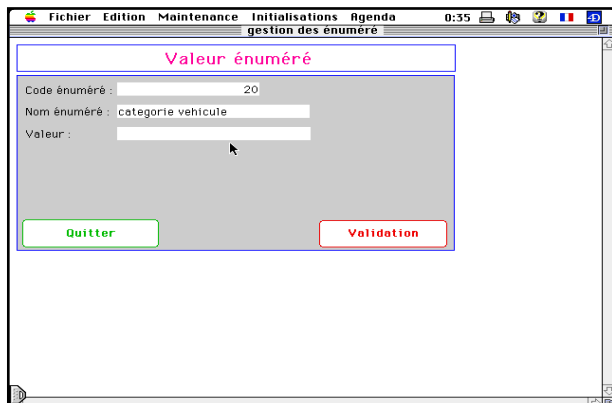 Fichier Edition Maintenance Initialisations Agenda 0:35
gestion des énuméré
Valeur énuméré
Code énuméré : 20
Nom énuméré : categorie vehicule
Valeur :
Quitter Validation